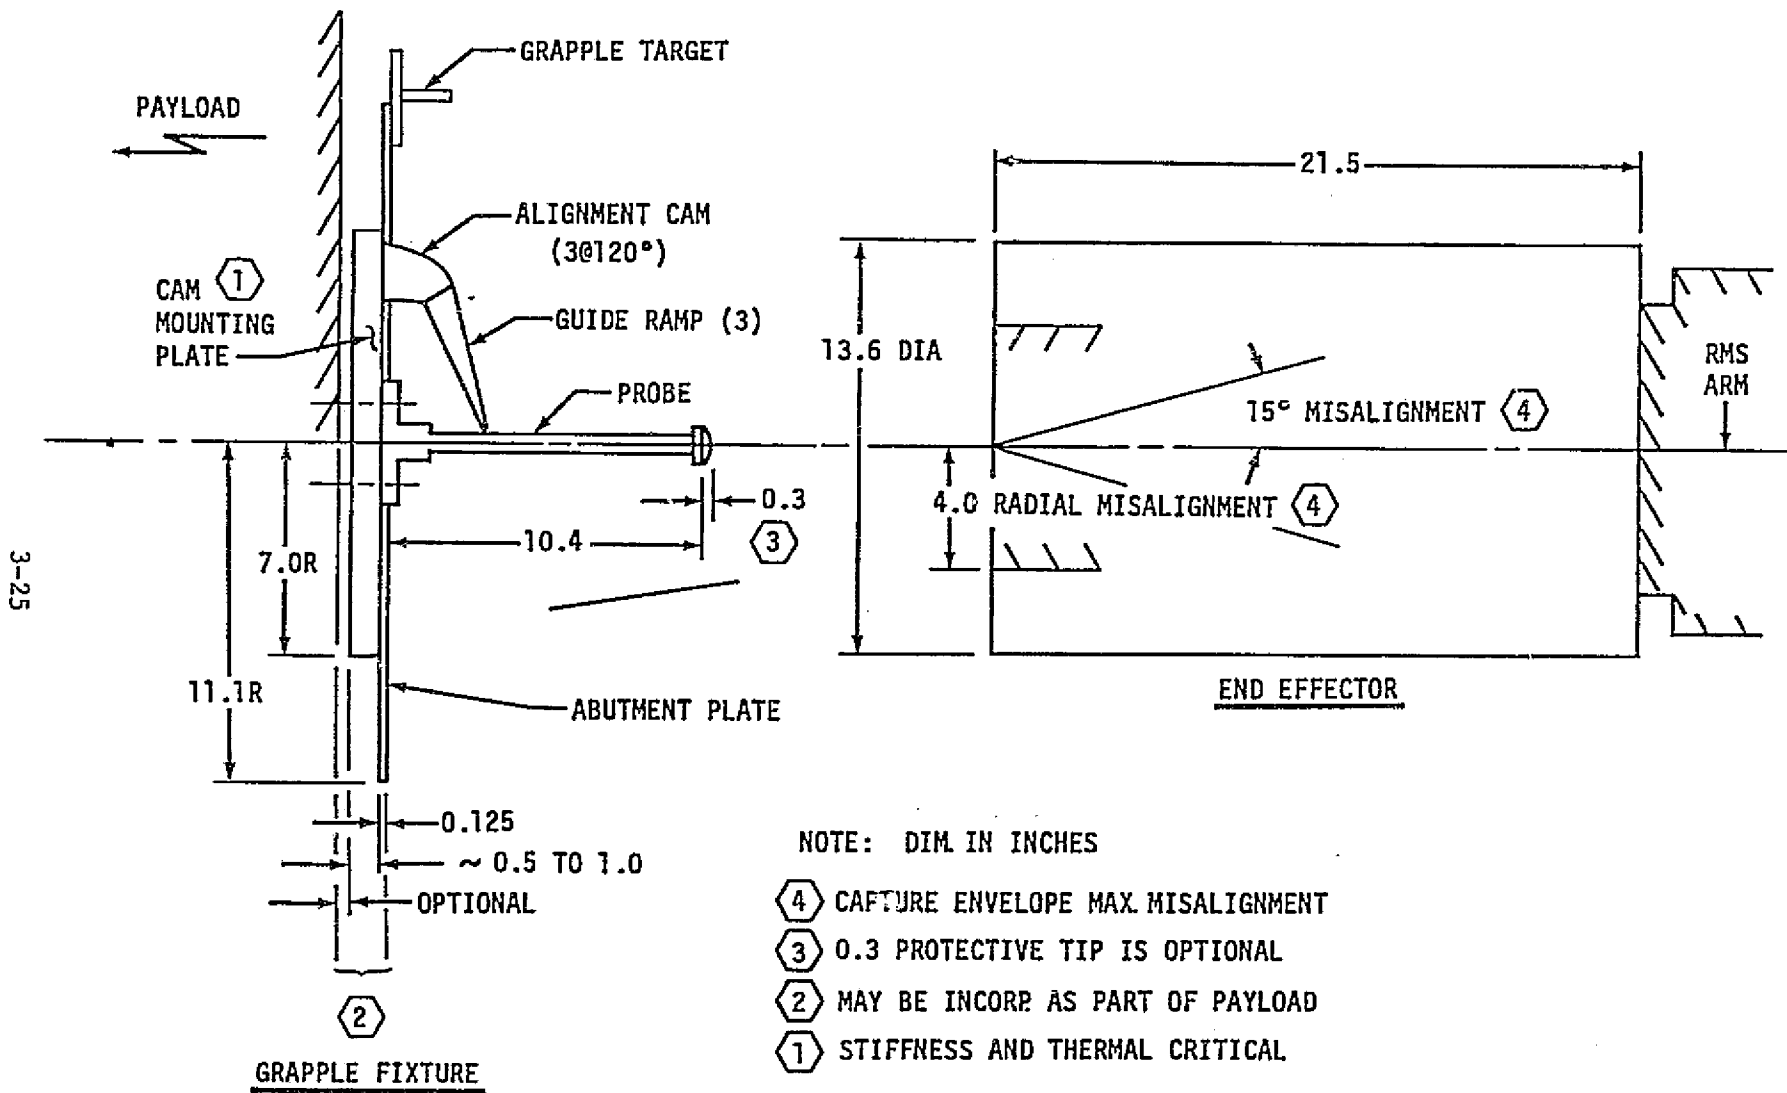 GRAPPLE TARGET
PAYLOAD
21.5
ALIGNMENT CAM
(3@120°)
1
CAM
MOUNTING
PLATE
GUIDE RAMP (3)
13.6 DIA
RMS
ARM
PROBE
15° MISALIGNMENT 4
0.3
4.0 RADIAL MISALIGNMENT 4
10.4
3
7.0R
3-25
11.1R
END EFFECTOR
ABUTMENT PLATE
0.125
~ 0.5 TO 1.0
OPTIONAL
NOTE: DIM. IN INCHES
4 CAPTURE ENVELOPE MAX. MISALIGNMENT
3 0.3 PROTECTIVE TIP IS OPTIONAL
2 MAY BE INCORP. AS PART OF PAYLOAD
1 STIFFNESS AND THERMAL CRITICAL
2
GRAPPLE FIXTURE